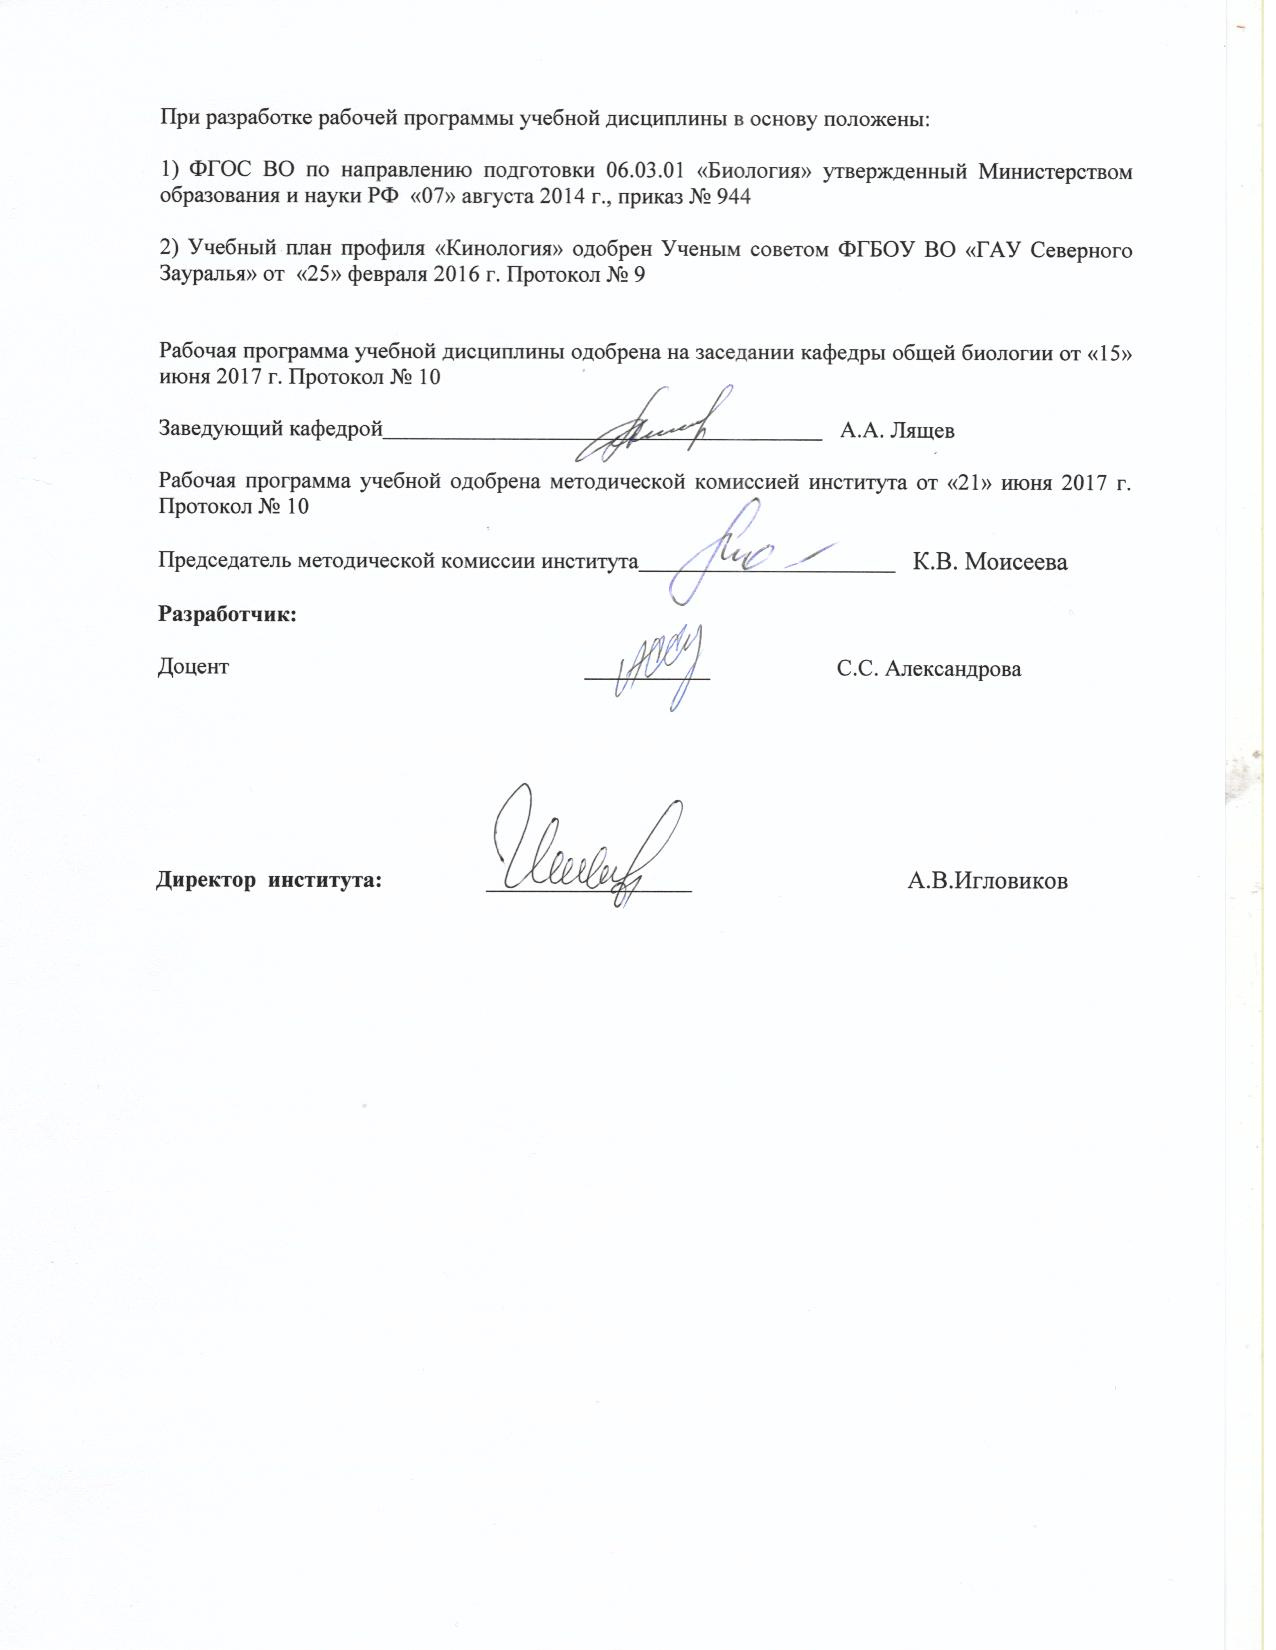 При разработке рабочей программы учебной дисциплины в основу положены:
1) ФГОС ВО по направлению подготовки 06.03.01 «Биология» утвержденный Министерством
образования и науки РФ «07» августа 2014 г., приказ № 944
2) Учебный план профиля «Кинология» одобрен Ученым советом ФГБОУ ВО «ГАУ Северного
Зауралья» от «25» февраля 2016 г. Протокол № 9
Рабочая программа учебной дисциплины одобрена на заседании кафедры общей биологии от «15»
июня 2017 г. Протокол № 10
Заведующий кафедрой____________________________________ А.А. Лящев
Рабочая программа учебной одобрена методической комиссией института от «21» июня 2017 г.
Протокол № 10
Председатель методической комиссии института_____________________ К.В. Моисеева
Разработчик:
Доцент __________ С.С. Александрова
Директор института: _________________ А.В.Игловиков